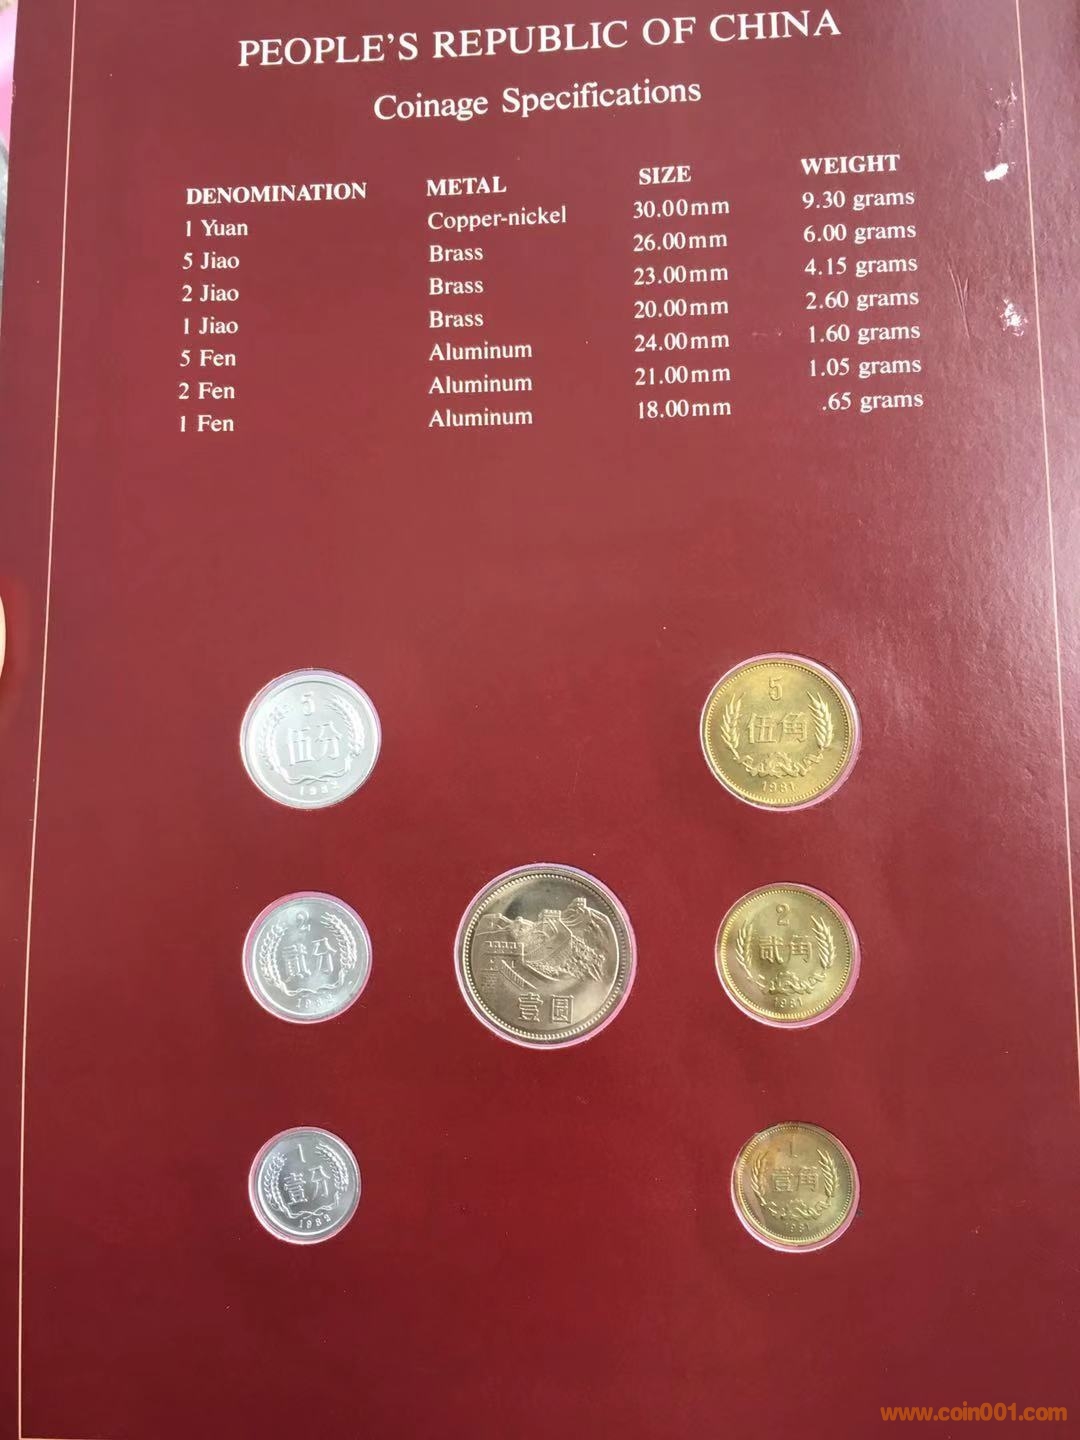 PEOPLE'S REPUBLIC OF CHINA
Coinage Specifications
DENOMINATION METAL SIZE WEIGHT
1 Yuan Copper-nickel 30.00mm 9.30 grams
5 Jiao Brass 26.00mm 6.00 grams
2 Jiao Brass 23.00mm 4.15 grams
1 Jiao Brass 20.00mm 2.60 grams
5 Fen Aluminum 24.00mm 1.60 grams
2 Fen Aluminum 21.00mm 1.05 grams
1 Fen Aluminum 18.00mm .65 grams
5
伍分
1982
5
伍角
1981
2
貳分
1982
壹圆
2
贰角
1981
1
壹分
1982
1
壹角
1981
www.coin001.com